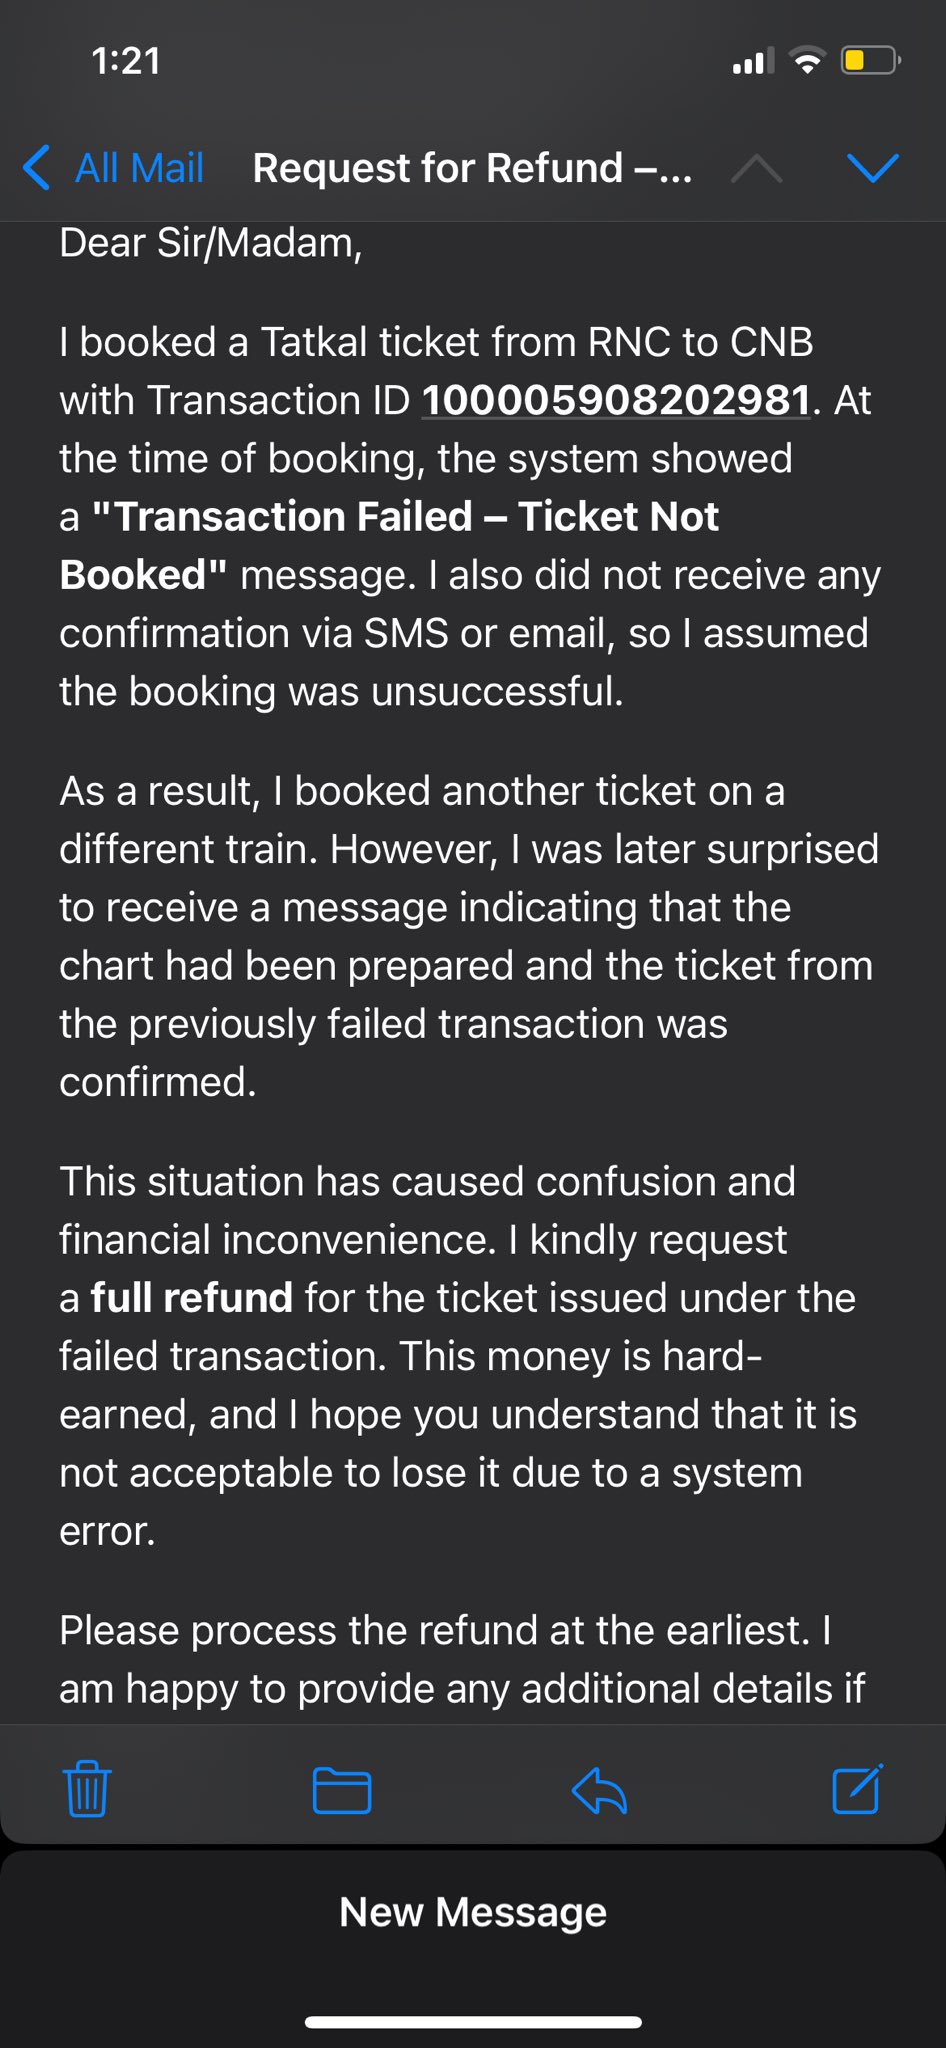 1:21
All Mail Request for Refund –...
Dear Sir/Madam,
I booked a Tatkal ticket from RNC to CNB
with Transaction ID 100005908202981. At
the time of booking, the system showed
a "Transaction Failed – Ticket Not
Booked" message. I also did not receive any
confirmation via SMS or email, so I assumed
the booking was unsuccessful.
As a result, I booked another ticket on a
different train. However, I was later surprised
to receive a message indicating that the
chart had been prepared and the ticket from
the previously failed transaction was
confirmed.
This situation has caused confusion and
financial inconvenience. I kindly request
a full refund for the ticket issued under the
failed transaction. This money is hard-
earned, and I hope you understand that it is
not acceptable to lose it due to a system
error.
Please process the refund at the earliest. I
am happy to provide any additional details if
New Message